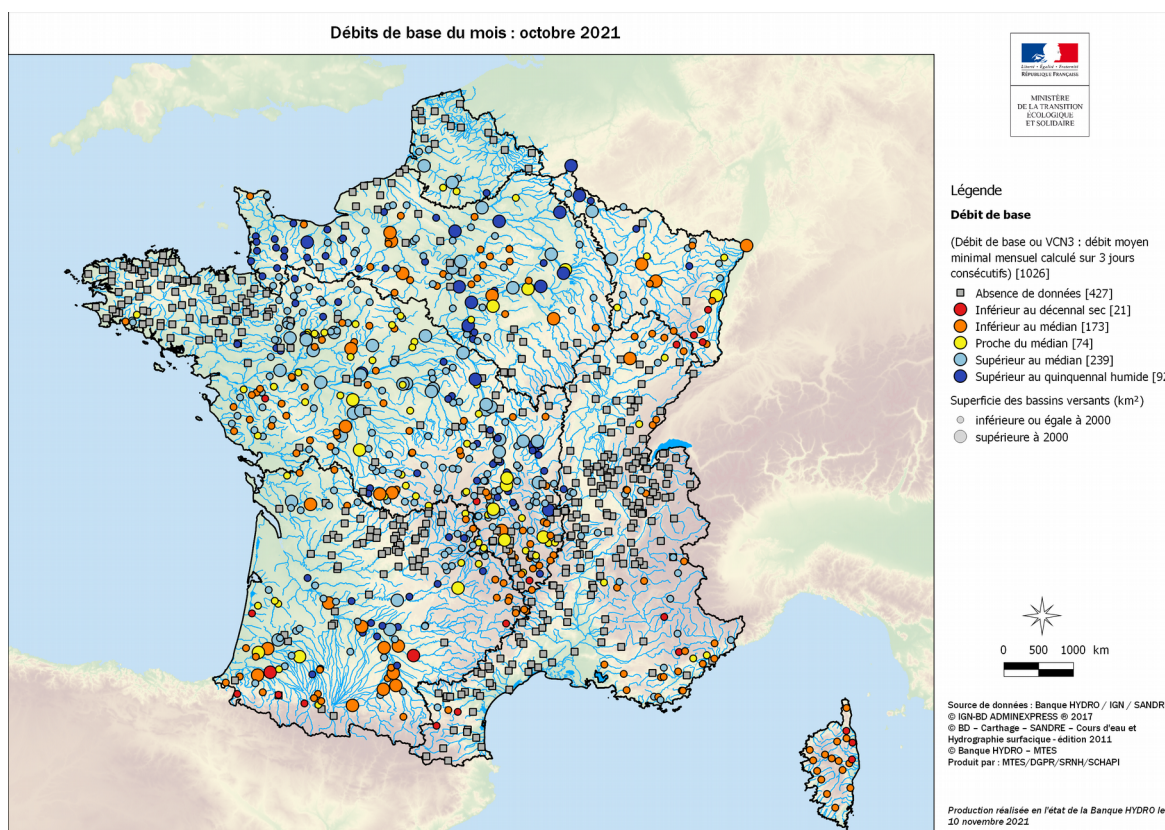 Débits de base du mois : octobre 2021
Liberté • Égalité • Fraternité
RÉPUBLIQUE FRANÇAISE
MINISTÈRE
DE LA TRANSITION
ÉCOLOGIQUE
ET SOLIDAIRE
Légende
Débit de base
(Débit de base ou VCN3 : débit moyen
minimal mensuel calculé sur 3 jours
consécutifs) [1026]
Absence de données [427]
Inférieur au décennal sec [21]
Inférieur au médian [173]
Proche du médian [74]
Supérieur au médian [239]
Supérieur au quinquennal humide [92
Superficie des bassins versants (km²)
inférieure ou égale à 2000
supérieure à 2000
0 500 1000 km
Source de données : Banque HYDRO / IGN / SANDR
© IGN-BD ADMINEXPRESS ® 2017
© BD – Carthage – SANDRE – Cours d'eau et
Hydrographie surfacique - édition 2011
© Banque HYDRO – MTES
Produit par : MTES/DGPR/SRNH/SCHAPI
Production réalisée en l'état de la Banque HYDRO le
10 novembre 2021